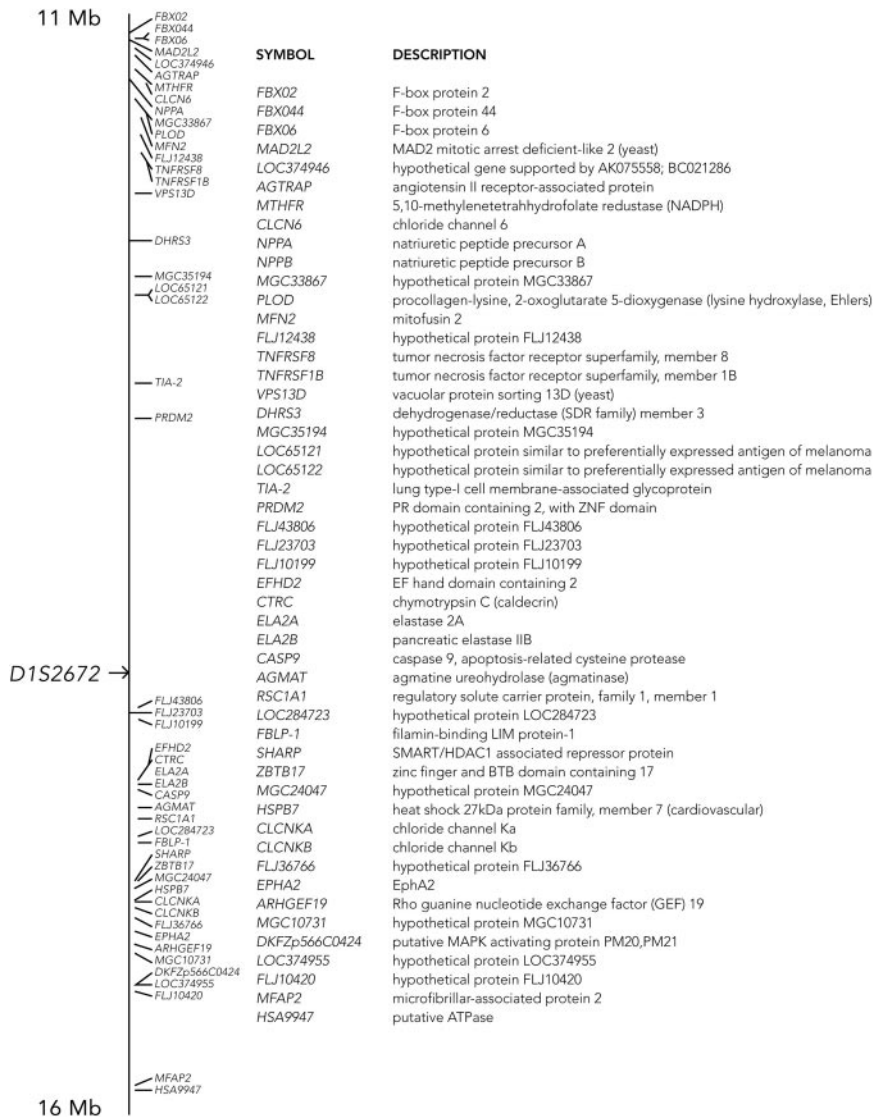 11 Mb
FBX02
FBX044
FBX06
MAD2L2
LOC374946
AGTRAP
MTHFR
CLCN6
NPPA
MGC33867
PLOD
MFN2
FLJ12438
TNFRSF8
TNFRSF1B
VPS13D
DHRS3
MGC35194
LOC65121
LOC65122
TIA-2
PRDM2
D1S2672 →
FLJ43806
FLJ23703
FLJ10199
EFHD2
CTRC
ELA2A
ELA2B
CASP9
AGMAT
RSC1A1
LOC284723
FBLP-1
SHARP
ZBTB17
MGC24047
HSPB7
CLCNKA
CLCNKB
FLJ36766
EPHA2
ARHGEF19
MGC10731
DKFZp566C0424
LOC374955
FLJ10420
MFAP2
HSA9947
16 Mb
SYMBOL DESCRIPTION
FBX02 F-box protein 2
FBX044 F-box protein 44
FBX06 F-box protein 6
MAD2L2 MAD2 mitotic arrest deficient-like 2 (yeast)
LOC374946 hypothetical gene supported by AK075558; BC021286
AGTRAP angiotensin II receptor-associated protein
MTHFR 5,10-methylenetetrahhydrofolate redustase (NADPH)
CLCN6 chloride channel 6
NPPA natriuretic peptide precursor A
NPPB natriuretic peptide precursor B
MGC33867 hypothetical protein MGC33867
PLOD procollagen-lysine, 2-oxoglutarate 5-dioxygenase (lysine hydroxylase, Ehlers)
MFN2 mitofusin 2
FLJ12438 hypothetical protein FLJ12438
TNFRSF8 tumor necrosis factor receptor superfamily, member 8
TNFRSF1B tumor necrosis factor receptor superfamily, member 1B
VPS13D vacuolar protein sorting 13D (yeast)
DHRS3 dehydrogenase/reductase (SDR family) member 3
MGC35194 hypothetical protein MGC35194
LOC65121 hypothetical protein similar to preferentially expressed antigen of melanoma
LOC65122 hypothetical protein similar to preferentially expressed antigen of melanoma
TIA-2 lung type-I cell membrane-associated glycoprotein
PRDM2 PR domain containing 2, with ZNF domain
FLJ43806 hypothetical protein FLJ43806
FLJ23703 hypothetical protein FLJ23703
FLJ10199 hypothetical protein FLJ10199
EFHD2 EF hand domain containing 2
CTRC chymotrypsin C (caldecrin)
ELA2A elastase 2A
ELA2B pancreatic elastase IIB
CASP9 caspase 9, apoptosis-related cysteine protease
AGMAT agmatine ureohydrolase (agmatinase)
RSC1A1 regulatory solute carrier protein, family 1, member 1
LOC284723 hypothetical protein LOC284723
FBLP-1 filamin-binding LIM protein-1
SHARP SMART/HDAC1 associated repressor protein
ZBTB17 zinc finger and BTB domain containing 17
MGC24047 hypothetical protein MGC24047
HSPB7 heat shock 27kDa protein family, member 7 (cardiovascular)
CLCNKA chloride channel Ka
CLCNKB chloride channel Kb
FLJ36766 hypothetical protein FLJ36766
EPHA2 EphA2
ARHGEF19 Rho guanine nucleotide exchange factor (GEF) 19
MGC10731 hypothetical protein MGC10731
DKFZp566C0424 putative MAPK activating protein PM20,PM21
LOC374955 hypothetical protein LOC374955
FLJ10420 hypothetical protein FLJ10420
MFAP2 microfibrillar-associated protein 2
HSA9947 putative ATPase